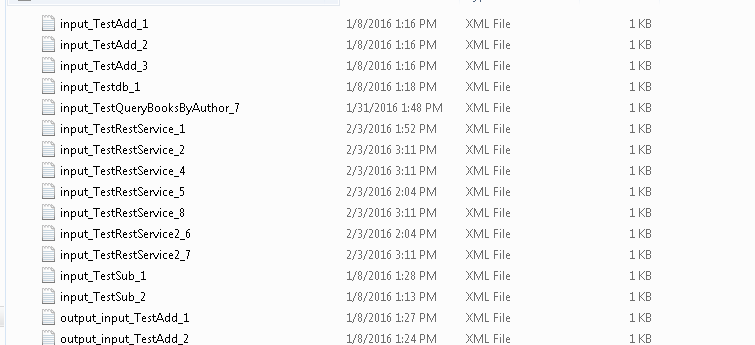 input_TestAdd_1 1/8/2016 1:16 PM XML File 1 KB
input_TestAdd_2 1/8/2016 1:16 PM XML File 1 KB
input_TestAdd_3 1/8/2016 1:16 PM XML File 1 KB
input_Testdb_1 1/8/2016 1:18 PM XML File 1 KB
input_TestQueryBooksByAuthor_7 1/31/2016 1:48 PM XML File 1 KB
input_TestRestService_1 2/3/2016 1:52 PM XML File 1 KB
input_TestRestService_2 2/3/2016 3:11 PM XML File 1 KB
input_TestRestService_4 2/3/2016 3:11 PM XML File 1 KB
input_TestRestService_5 2/3/2016 2:04 PM XML File 1 KB
input_TestRestService_8 2/3/2016 3:11 PM XML File 1 KB
input_TestRestService2_6 2/3/2016 2:04 PM XML File 1 KB
input_TestRestService2_7 2/3/2016 3:11 PM XML File 1 KB
input_TestSub_1 1/8/2016 1:28 PM XML File 1 KB
input_TestSub_2 1/8/2016 1:13 PM XML File 1 KB
output_input_TestAdd_1 1/8/2016 1:27 PM XML File 1 KB
output_input_TestAdd_2 1/8/2016 1:24 PM XML File 1 KB